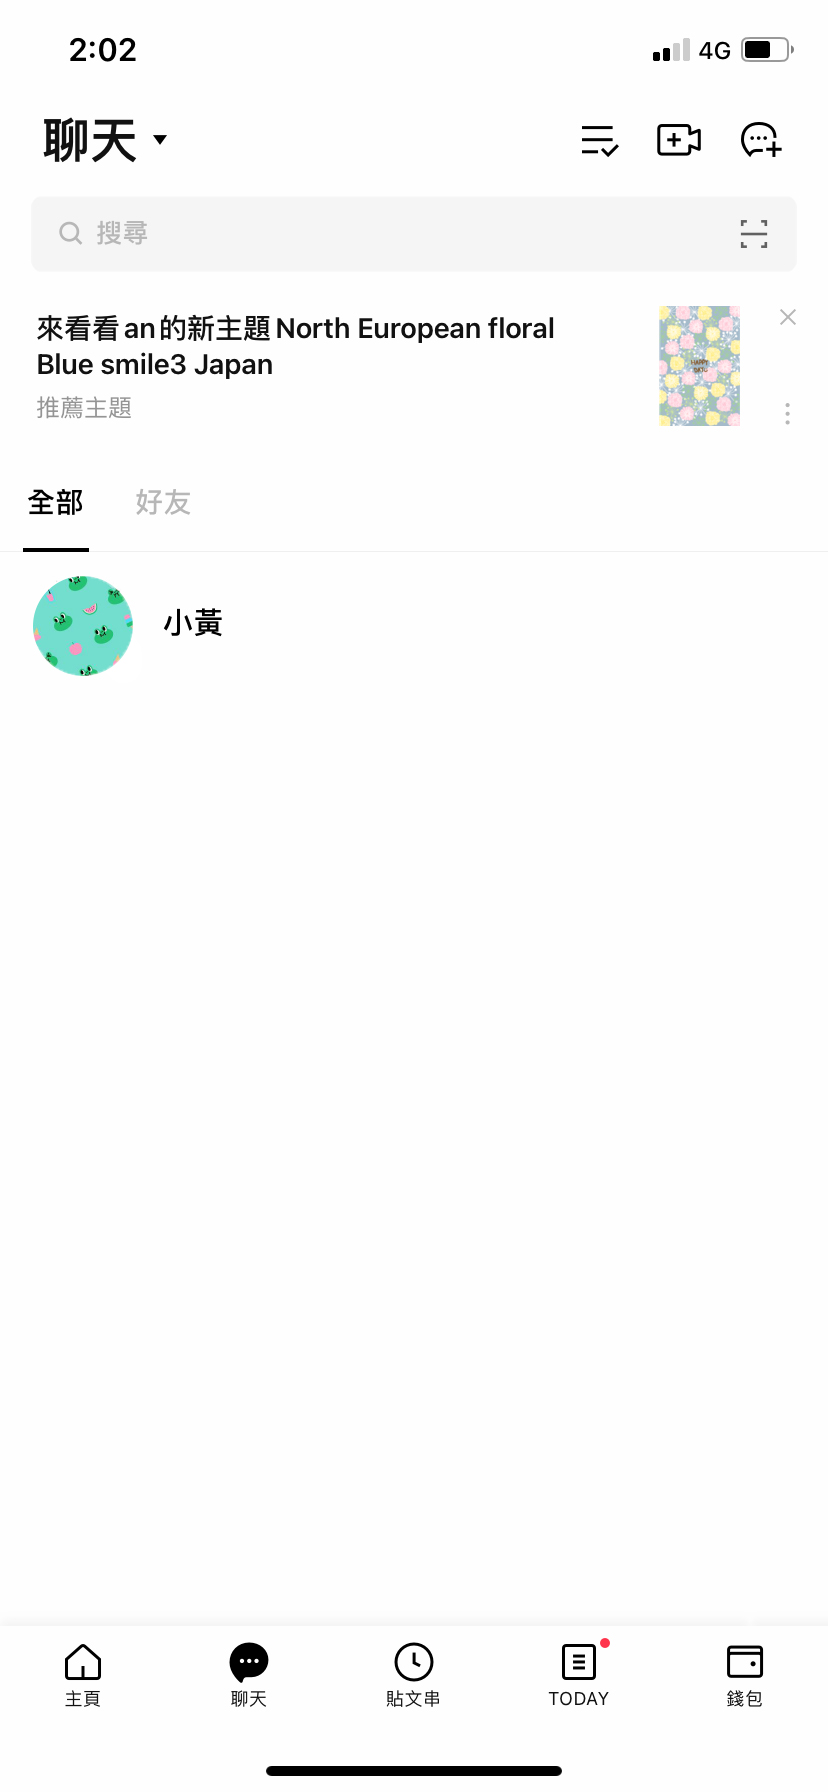 2:02
4G
聊天
搜尋
來看看an的新主題North European floral
Blue smile3 Japan
推薦主題
HAPPY
全部
好友
小黃
主頁
聊天
貼文串
TODAY
錢包